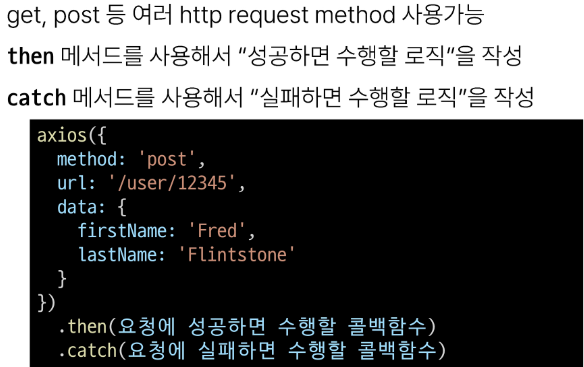 get, post 등 여러 http request method 사용가능
then 메서드를 사용해서 “성공하면 수행할 로직”을 작성
catch 메서드를 사용해서 “실패하면 수행할 로직”을 작성
axios({
  method: 'post',
  url: '/user/12345',
  data: {
    firstName: 'Fred',
    lastName: 'Flintstone'
  }
})
  .then(요청에 성공하면 수행할 콜백함수)
  .catch(요청에 실패하면 수행할 콜백함수)